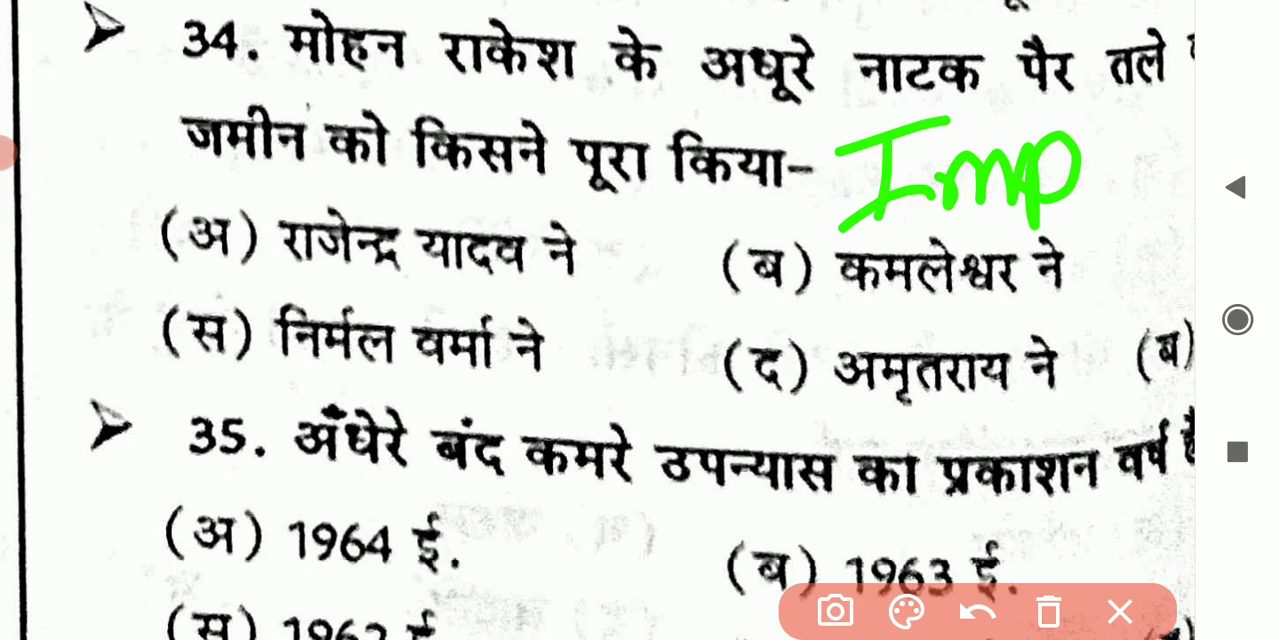 34. मोहन राकेश के अधूरे नाटक पैर तले
जमीन को किसने पूरा किया- Imp
(अ) राजेन्द्र यादव ने (ब) कमलेश्वर ने
(स) निर्मल वर्मा ने (द) अमृतराय ने (ब)
35. अँधेरे बंद कमरे उपन्यास का प्रकाशन वर्ष
(अ) 1964 ई. (ब) 1963 ई.
(स) 1962 ई